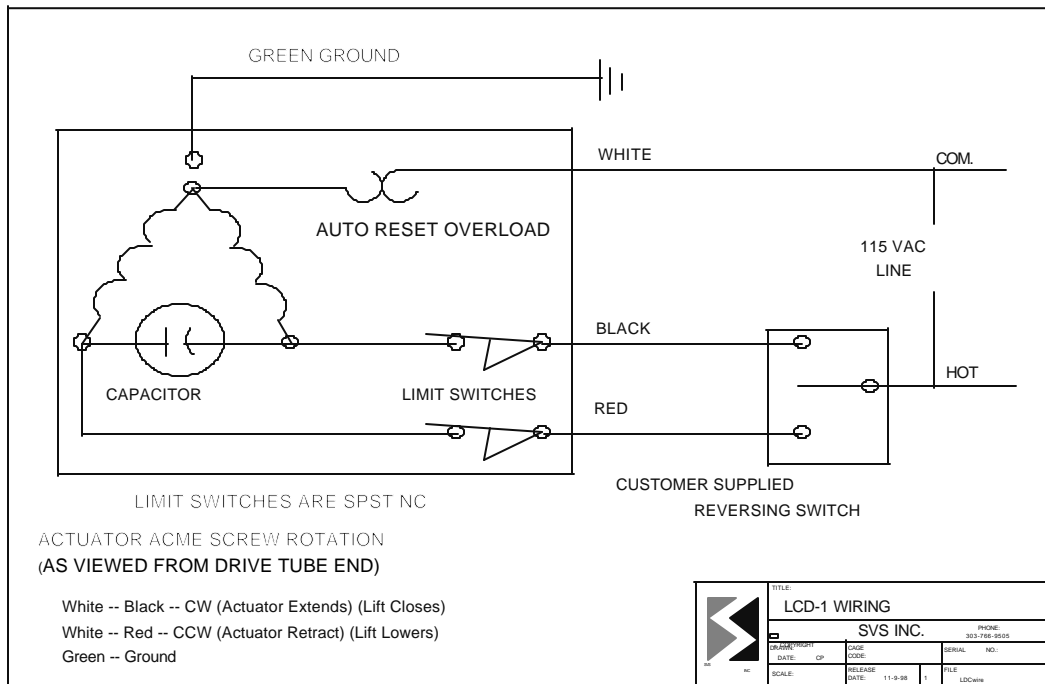 GREEN GROUND
WHITE
COM.
AUTO RESET OVERLOAD
115 VAC
LINE
BLACK
HOT
CAPACITOR
LIMIT SWITCHES
RED
CUSTOMER SUPPLIED
REVERSING SWITCH
LIMIT SWITCHES ARE SPST NC
ACTUATOR ACME SCREW ROTATION
(AS VIEWED FROM DRIVE TUBE END)
White -- Black -- CW (Actuator Extends) (Lift Closes)
White -- Red -- CCW (Actuator Retract) (Lift Lowers)
Green -- Ground
TITLE:
LCD-1 WIRING
SVS INC.
PHONE:
303-766-9505
COPYRIGHT
DRAWN:
DATE: CP
CAGE
CODE:
SERIAL NO.:
SCALE:
RELEASE
DATE: 11-9-98
1
FILE
LDCwire
SVS INC